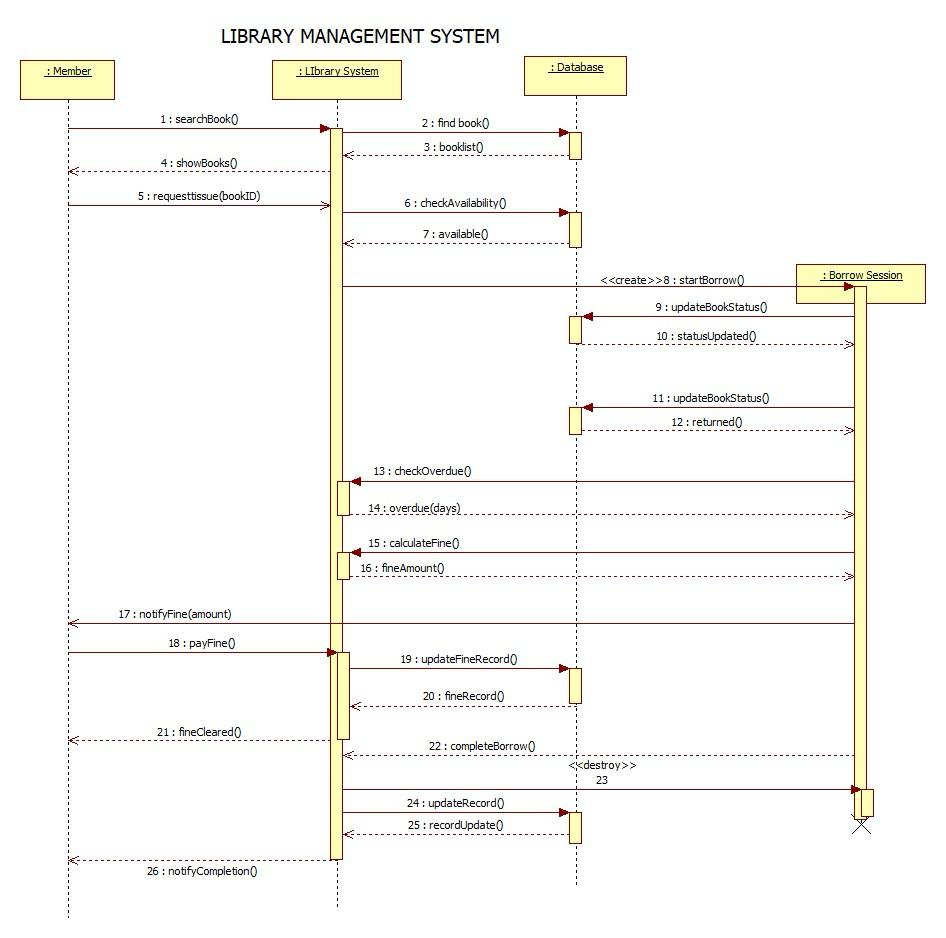 LIBRARY MANAGEMENT SYSTEM
: Member
: LIbrary System
: Database
1 : searchBook()
2 : find book()
3 : booklist()
4 : showBooks()
5 : requesttissue(bookID)
6 : checkAvailability()
7 : available()
: Borrow Session
<<create>>8 : startBorrow()
9 : updateBookStatus()
10 : statusUpdated()
11 : updateBookStatus()
12 : returned()
13 : checkOverdue()
14 : overdue(days)
15 : calculateFine()
16 : fineAmount()
17 : notifyFine(amount)
18 : payFine()
19 : updateFineRecord()
20 : fineRecord()
21 : fineCleared()
22 : completeBorrow()
<<destroy>>
23
24 : updateRecord()
25 : recordUpdate()
26 : notifyCompletion()